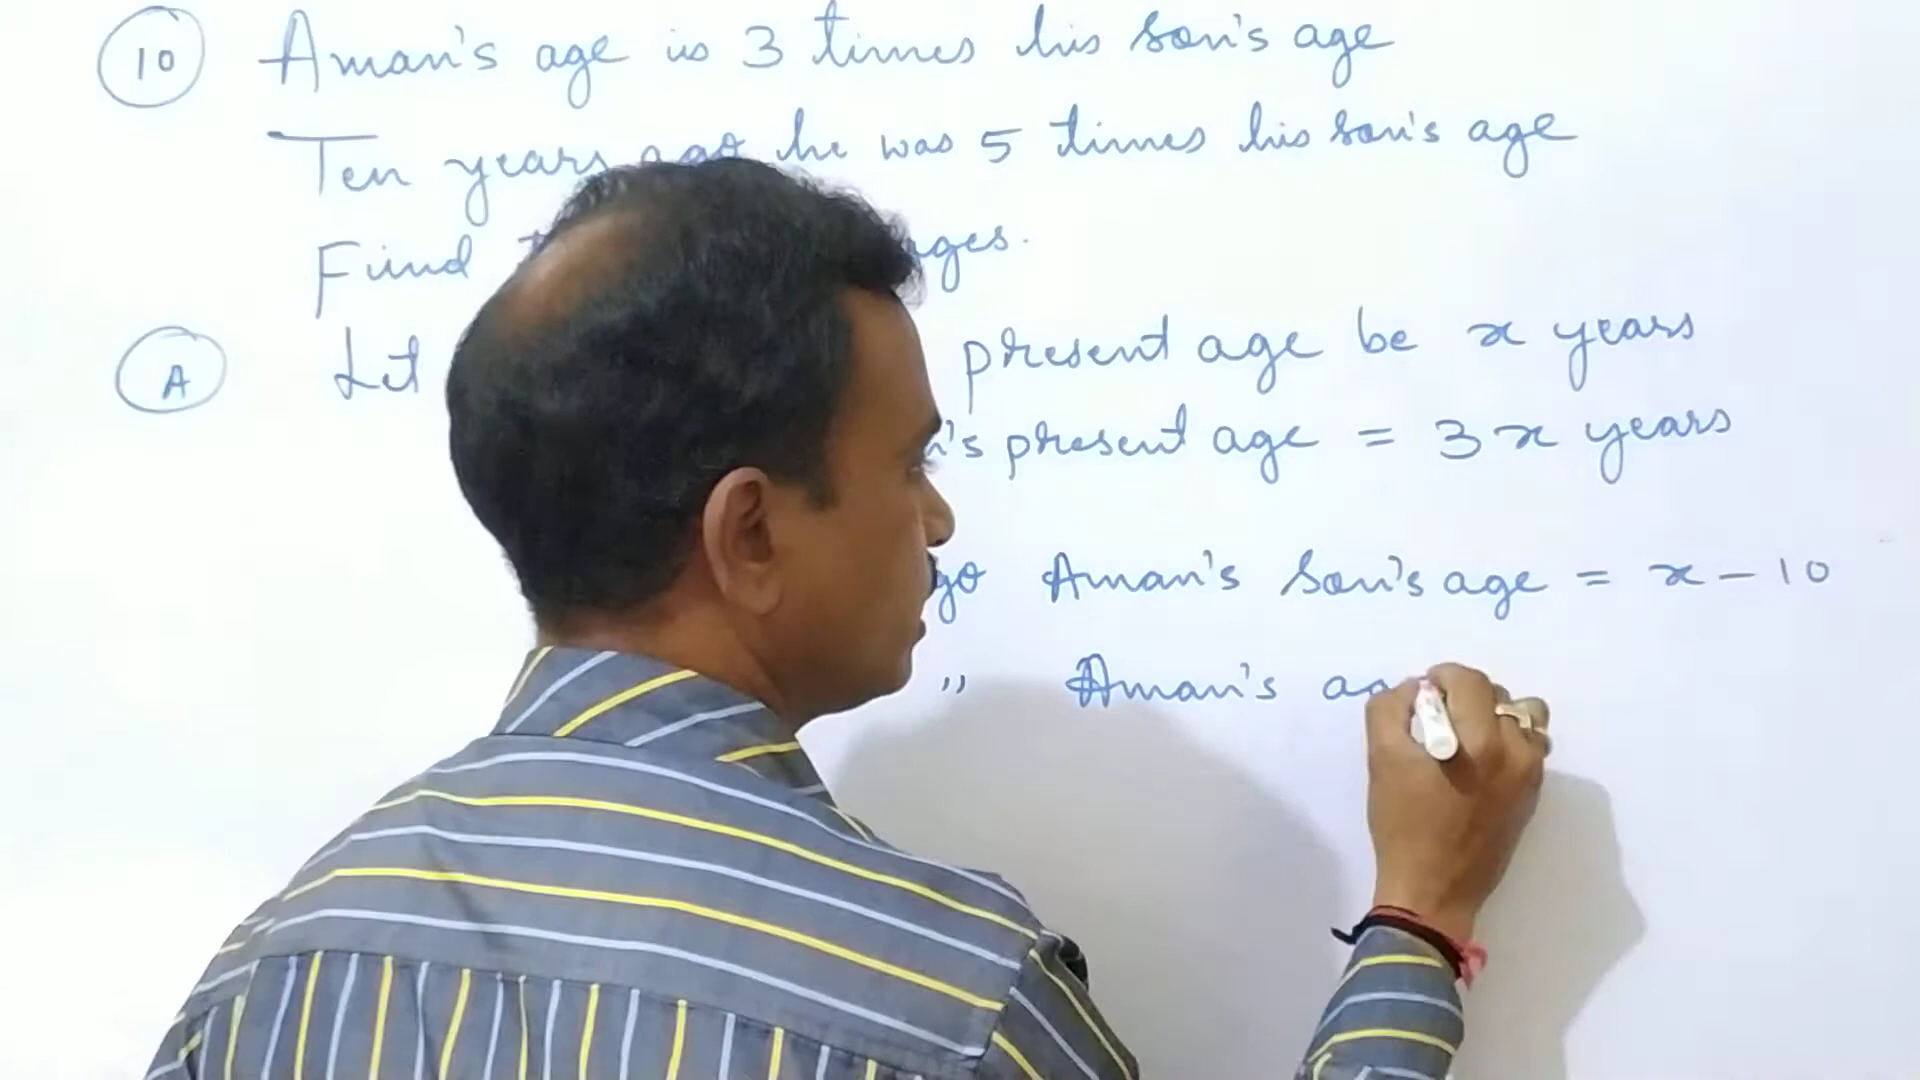 10 Aman's age is 3 times his son's age
Ten years ago he was 5 times his son's age
Find ages.
A Let present age be x years
's present age = 3x years
go Aman's son's age = x - 10
" Aman's ag